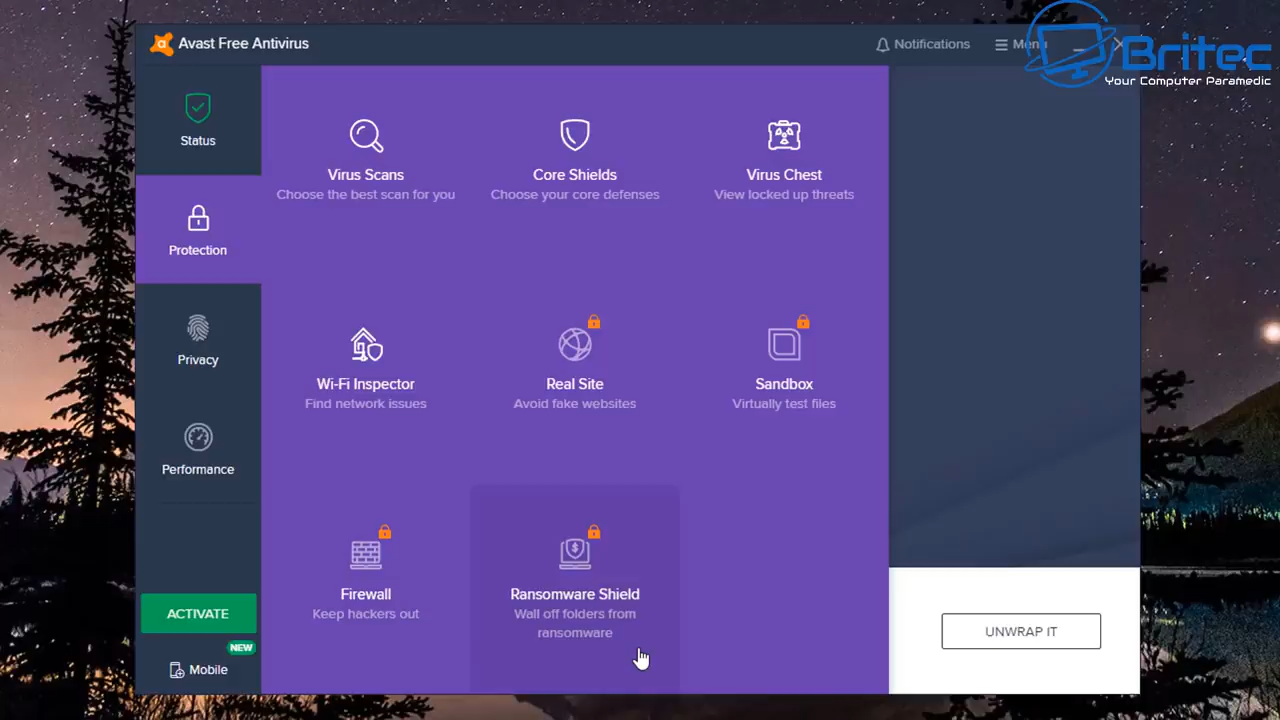 Avast Free Antivirus
Notifications
Menu
Britec
Your Computer Paramedic
Status
Protection
Privacy
Performance
ACTIVATE
NEW
Mobile
Virus Scans
Choose the best scan for you
Core Shields
Choose your core defenses
Virus Chest
View locked up threats
Wi-Fi Inspector
Find network issues
Real Site
Avoid fake websites
Sandbox
Virtually test files
Firewall
Keep hackers out
Ransomware Shield
Wall off folders from
ransomware
UNWRAP IT